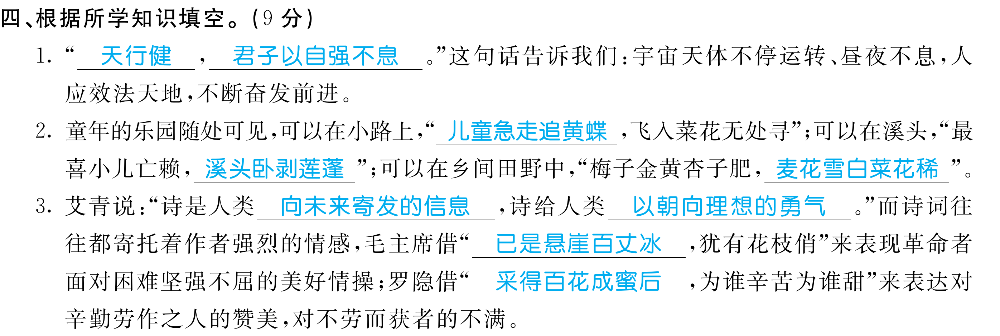 四、根据所学知识填空。(9 分)
1. “ 天行健 , 君子以自强不息 。”这句话告诉我们:宇宙天体不停运转、昼夜不息,人
应效法天地,不断奋发前进。
2. 童年的乐园随处可见,可以在小路上,“ 儿童急走追黄蝶 ,飞入菜花无处寻”;可以在溪头,“最
喜小儿亡赖, 溪头卧剥莲蓬 ”;可以在乡间田野中,“梅子金黄杏子肥, 麦花雪白菜花稀 ”。
3. 艾青说:“诗是人类 向未来寄发的信息 ,诗给人类 以朝向理想的勇气 。”而诗词往
往都寄托着作者强烈的情感,毛主席借“ 已是悬崖百丈冰 ,犹有花枝俏”来表现革命者
面对困难坚强不屈的美好情操;罗隐借“ 采得百花成蜜后 ,为谁辛苦为谁甜”来表达对
辛勤劳作之人的赞美,对不劳而获者的不满。